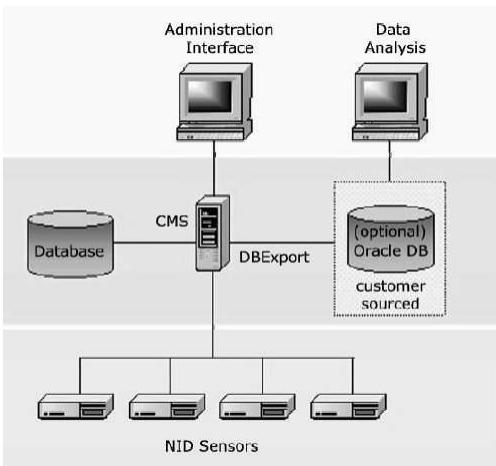 Administration
Interface
Data
Analysis
CMS
Database
DBExport
(optional)
Oracle DB
customer
sourced
NID Sensors